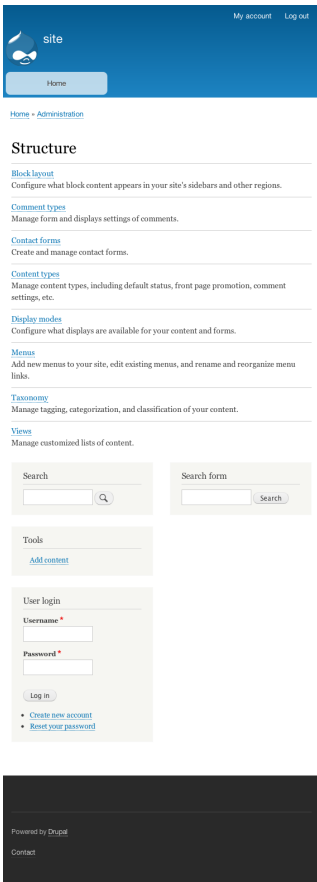 My account Log out
site
Home
Home » Administration
Structure
Block layout
Configure what block content appears in your site's sidebars and other regions.
Comment types
Manage form and displays settings of comments.
Contact forms
Create and manage contact forms.
Content types
Manage content types, including default status, front page promotion, comment
settings, etc.
Display modes
Configure what displays are available for your content and forms.
Menus
Add new menus to your site, edit existing menus, and rename and reorganize menu
links.
Taxonomy
Manage tagging, categorization, and classification of your content.
Views
Manage customized lists of content.
Search
Search form
Search
Tools
Add content
User login
Username *
Password *
Log in
Create new account
Reset your password
Powered by Drupal
Contact